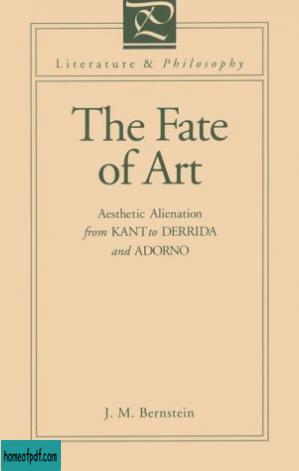 Literature & Philosophy
The Fate
of Art
Aesthetic Alienation
from KANT to DERRIDA
and ADORNO
J. M. Bernstein
homeofpdf.com